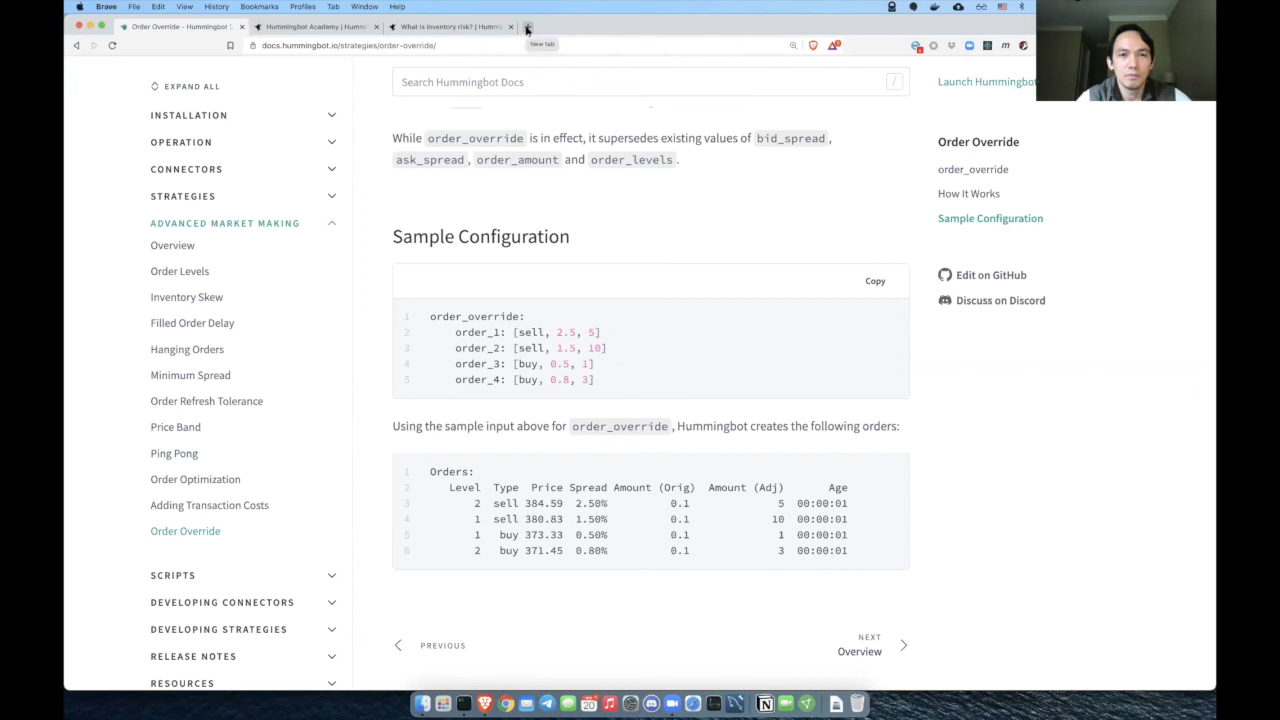 Brave File Edit View History Bookmarks Profiles Tab Window Help
Order Override - Hummingbot
Hummingbot Academy | Humm
What is inventory risk? | Hummi
New tab
docs.hummingbot.io/strategies/order-override/
EXPAND ALL
INSTALLATION
OPERATION
CONNECTORS
STRATEGIES
ADVANCED MARKET MAKING
Overview
Order Levels
Inventory Skew
Filled Order Delay
Hanging Orders
Minimum Spread
Order Refresh Tolerance
Price Band
Ping Pong
Order Optimization
Adding Transaction Costs
Order Override
SCRIPTS
DEVELOPING CONNECTORS
DEVELOPING STRATEGIES
RELEASE NOTES
RESOURCES
Search Hummingbot Docs /
While order_override is in effect, it supersedes existing values of bid_spread,
ask_spread, order_amount and order_levels.
Sample Configuration
Copy
1 order_override:
2 order_1: [sell, 2.5, 5]
3 order_2: [sell, 1.5, 10]
4 order_3: [buy, 0.5, 1]
5 order_4: [buy, 0.8, 3]
Using the sample input above for order_override, Hummingbot creates the following orders:
1 Orders:
2 Level Type Price Spread Amount (Orig) Amount (Adj) Age
3 2 sell 384.59 2.50% 0.1 5 00:00:01
4 1 sell 380.83 1.50% 0.1 10 00:00:01
5 1 buy 373.33 0.50% 0.1 1 00:00:01
6 2 buy 371.45 0.80% 0.1 3 00:00:01
PREVIOUS
NEXT
Overview
Launch Hummingbot
Order Override
order_override
How It Works
Sample Configuration
Edit on GitHub
Discuss on Discord
20